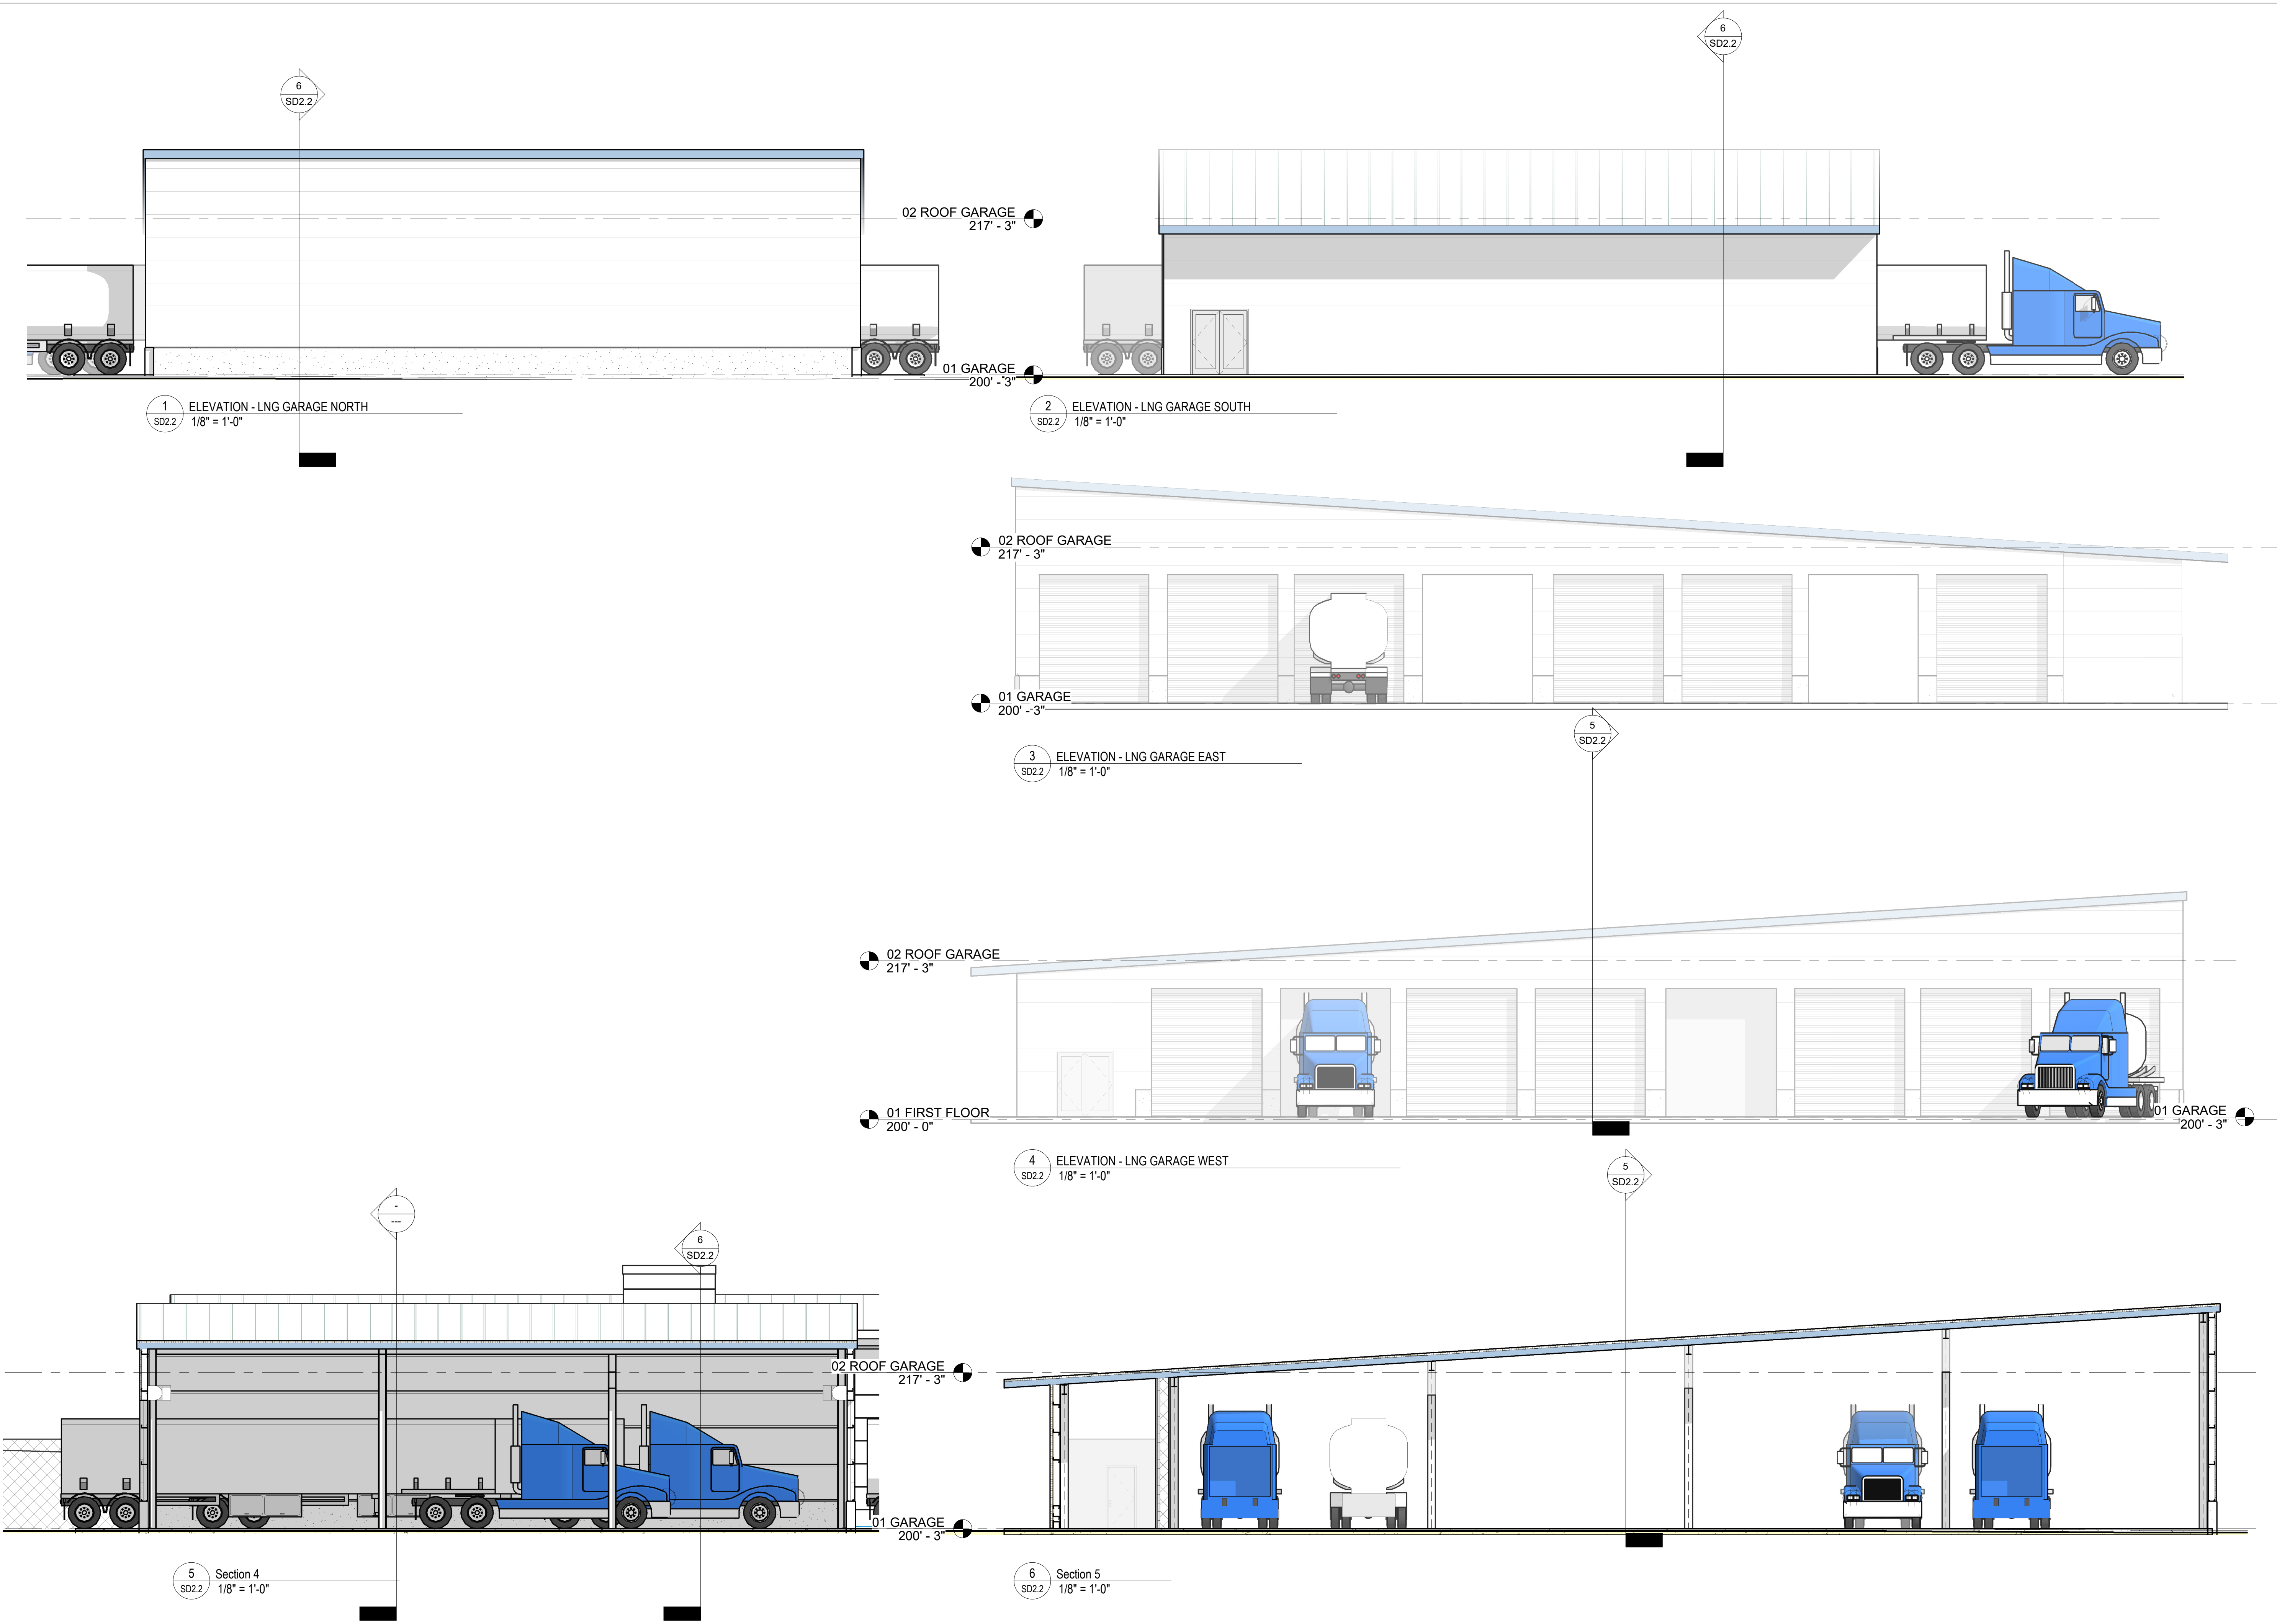 6
SD2.2
6
SD2.2
02 ROOF GARAGE
217' - 3"
01 GARAGE
200' - 3"
1
SD2.2
ELEVATION - LNG GARAGE NORTH
1/8" = 1'-0"
2
SD2.2
ELEVATION - LNG GARAGE SOUTH
1/8" = 1'-0"
02 ROOF GARAGE
217' - 3"
01 GARAGE
200' - 3"
5
SD2.2
3
SD2.2
ELEVATION - LNG GARAGE EAST
1/8" = 1'-0"
02 ROOF GARAGE
217' - 3"
01 FIRST FLOOR
200' - 0"
01 GARAGE
200' - 3"
4
SD2.2
ELEVATION - LNG GARAGE WEST
1/8" = 1'-0"
5
SD2.2
-
---
6
SD2.2
02 ROOF GARAGE
217' - 3"
01 GARAGE
200' - 3"
5
SD2.2
Section 4
1/8" = 1'-0"
6
SD2.2
Section 5
1/8" = 1'-0"